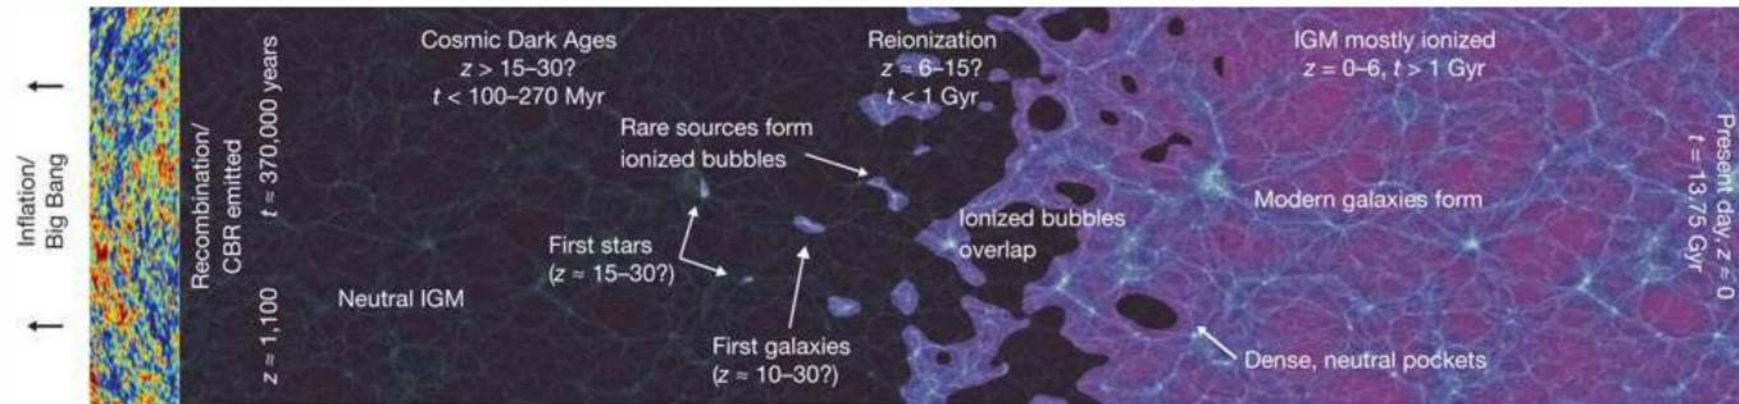 Inflation/
Big Bang
Recombination/
CBR emitted
z ≈ 1,100
t ≈ 370,000 years
Cosmic Dark Ages
z > 15–30?
t < 100–270 Myr
Neutral IGM
First stars
(z ≈ 15–30?)
Rare sources form
ionized bubbles
First galaxies
(z ≈ 10–30?)
Reionization
z ≈ 6–15?
t < 1 Gyr
Ionized bubbles
overlap
IGM mostly ionized
z = 0–6, t > 1 Gyr
Modern galaxies form
Dense, neutral pockets
Present day, z ≈ 0
t = 13.75 Gyr